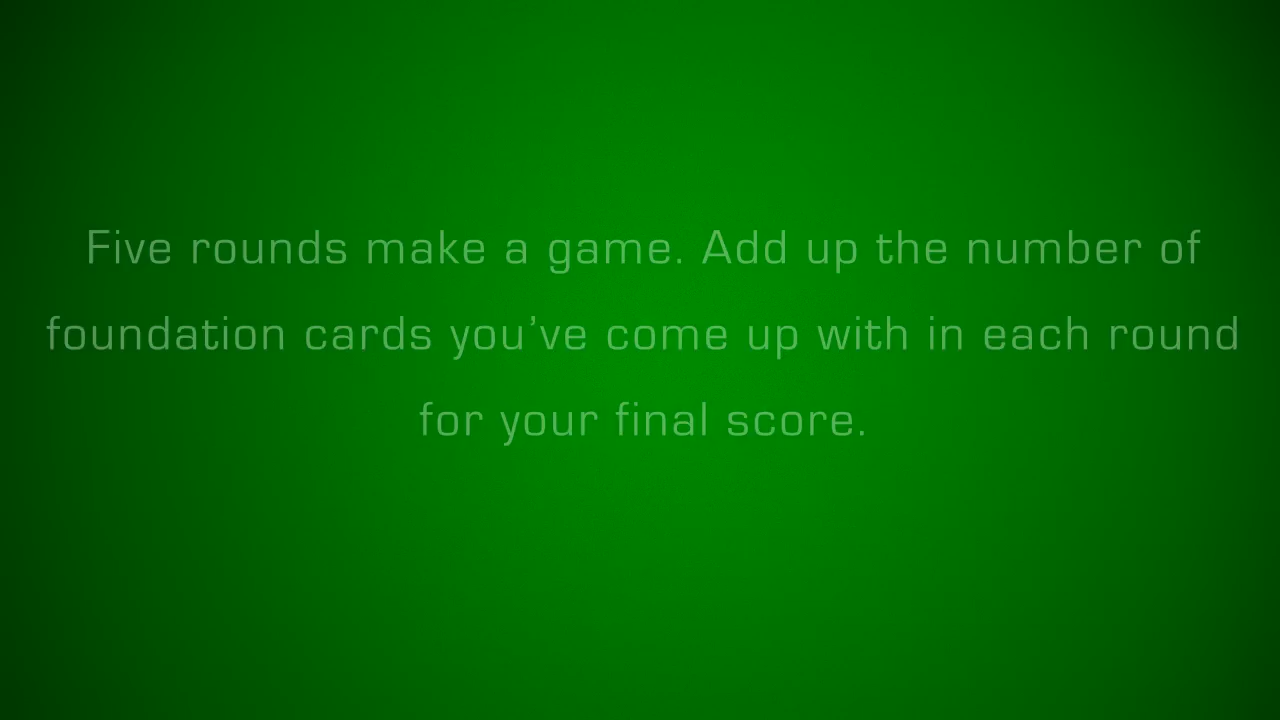 Five rounds make a game. Add up the number of
foundation cards you’ve come up with in each round
for your final score.